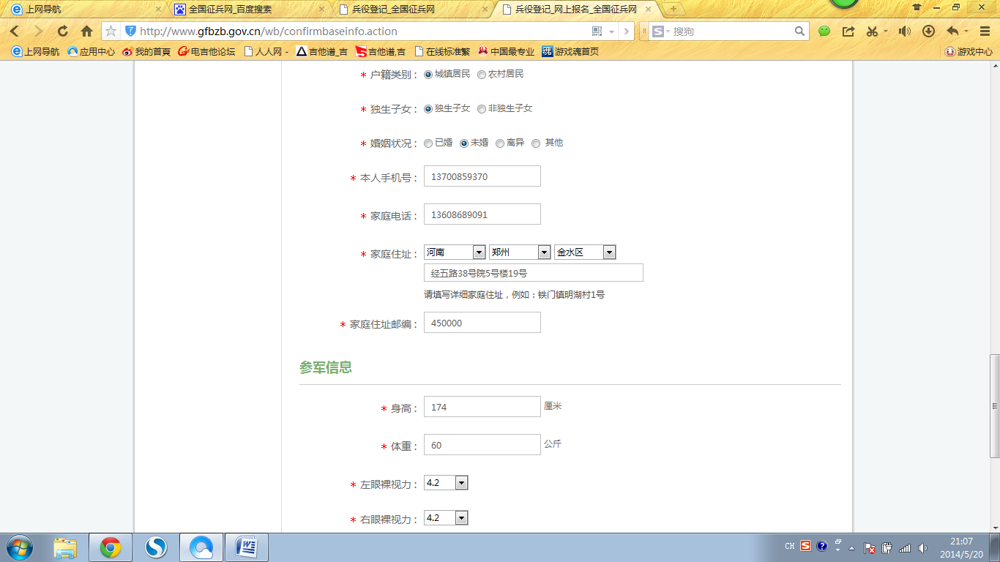 上网导航
全国征兵网_百度搜索
兵役登记_全国征兵网
兵役登记_网上报名_全国征兵网
http://www.gfbzb.gov.cn/wb/confirmbaseinfo.action
搜狗
上网导航 应用中心 我的首頁 电吉他论坛 人人网 - 吉他谱_吉 吉他谱,吉 在线标准繁 中国最专业 游戏魂首页 游戏中心
* 户籍类别： 城镇居民 农村居民
* 独生子女： 独生子女 非独生子女
* 婚姻状况： 已婚 未婚 离异 其他
* 本人手机号： 13700859370
* 家庭电话： 13608689091
* 家庭住址： 河南 郑州 金水区
经五路38号院5号楼19号
请填写详细家庭住址，例如：铁门镇明湖村1号
* 家庭住址邮编： 450000
参军信息
* 身高： 174 厘米
* 体重： 60 公斤
* 左眼裸视力： 4.2
* 右眼裸视力： 4.2
CH
21:07
2014/5/20